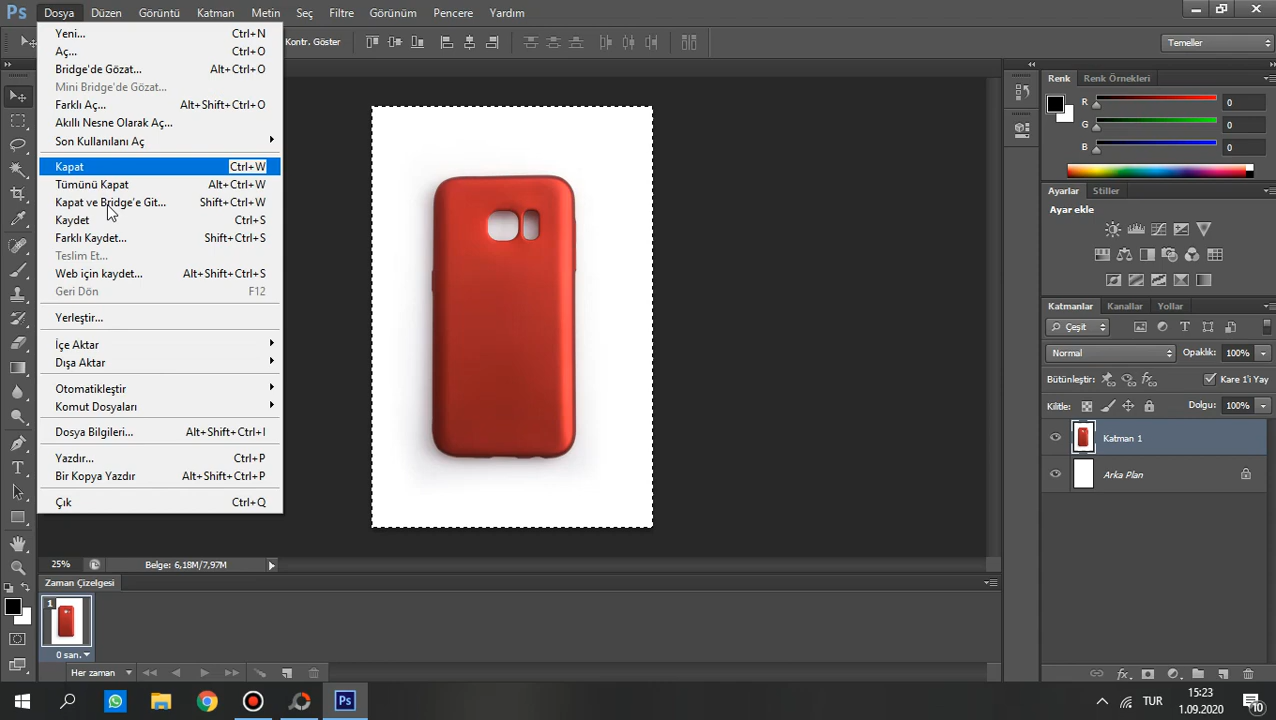 Ps Dosya Düzen Görüntü Katman Metin Seç Filtre Görünüm Pencere Yardım
Kontr. Göster
Temeller
Yeni... Ctrl+N
Aç... Ctrl+O
Bridge'de Gözat... Alt+Ctrl+O
Mini Bridge'de Gözat...
Farklı Aç... Alt+Shift+Ctrl+O
Akıllı Nesne Olarak Aç...
Son Kullanılanı Aç
Kapat Ctrl+W
Tümünü Kapat Alt+Ctrl+W
Kapat ve Bridge'e Git... Shift+Ctrl+W
Kaydet Ctrl+S
Farklı Kaydet... Shift+Ctrl+S
Teslim Et...
Web için kaydet... Alt+Shift+Ctrl+S
Geri Dön F12
Yerleştir...
İçe Aktar
Dışa Aktar
Otomatikleştir
Komut Dosyaları
Dosya Bilgileri... Alt+Shift+Ctrl+I
Yazdır... Ctrl+P
Bir Kopya Yazdır Alt+Shift+Ctrl+P
Çık Ctrl+Q
Renk Renk Örnekleri
R 0
G 0
B 0
Ayarlar Stiller
Ayar ekle
Katmanlar Kanallar Yollar
Çeşit
Normal Opaklık: 100%
Bütünleştir: Kare 1'i Yay
Kilitle: Dolgu: 100%
Katman 1
Arka Plan
25% Belge: 6,18M/7,97M
Zaman Çizelgesi
1
0 san.
Her zaman
Ps
TUR
15:23
1.09.2020
10